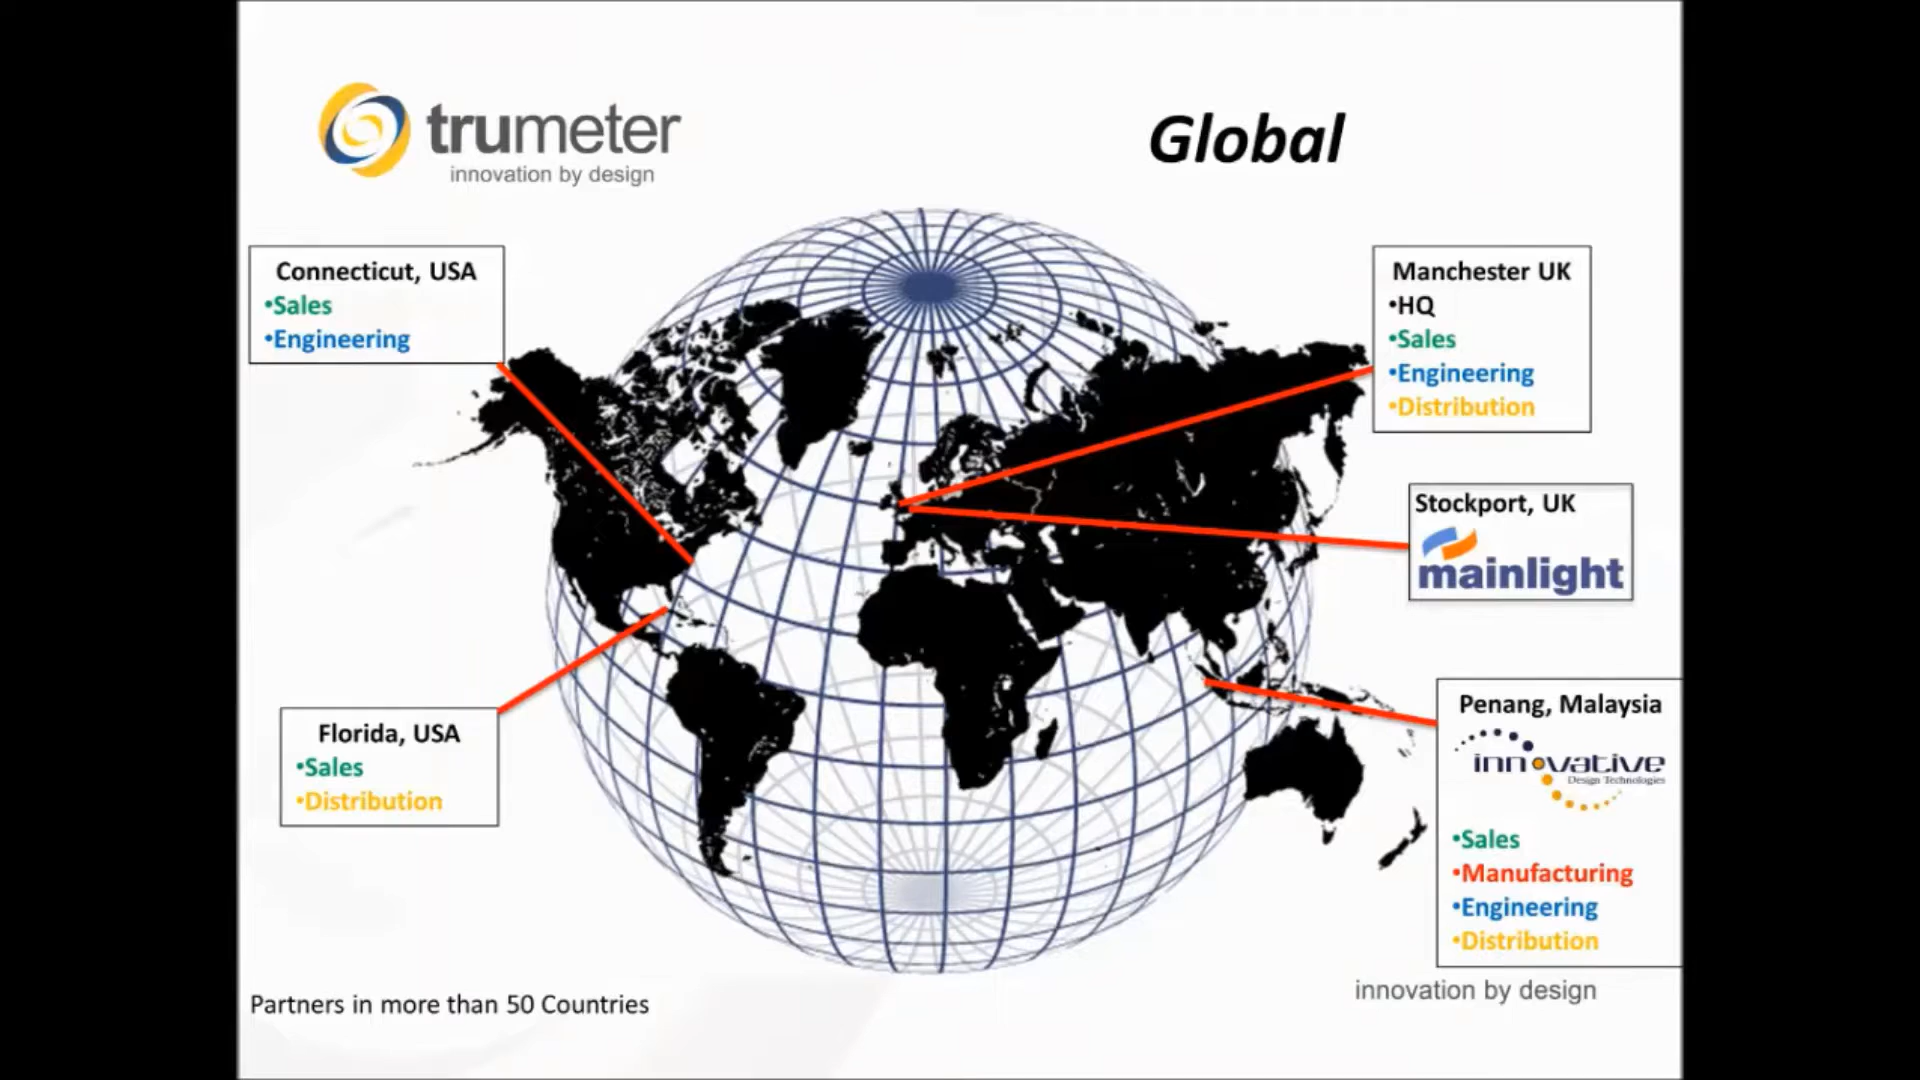 trumeter
innovation by design
Global
Connecticut, USA
•Sales
•Engineering
Manchester UK
•HQ
•Sales
•Engineering
•Distribution
Stockport, UK
mainlight
Florida, USA
•Sales
•Distribution
Penang, Malaysia
innovative
Design Technologies
•Sales
•Manufacturing
•Engineering
•Distribution
innovation by design
Partners in more than 50 Countries